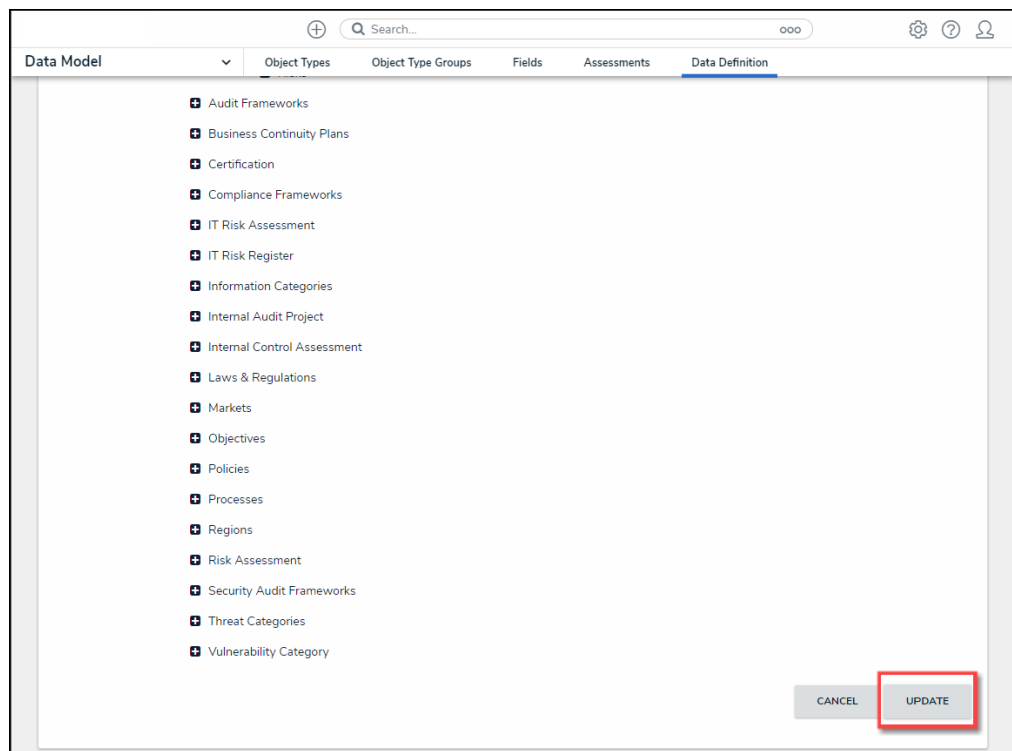 Search...
Data Model
Object Types Object Type Groups Fields Assessments Data Definition
Audit Frameworks
Business Continuity Plans
Certification
Compliance Frameworks
IT Risk Assessment
IT Risk Register
Information Categories
Internal Audit Project
Internal Control Assessment
Laws & Regulations
Markets
Objectives
Policies
Processes
Regions
Risk Assessment
Security Audit Frameworks
Threat Categories
Vulnerability Category
CANCEL UPDATE